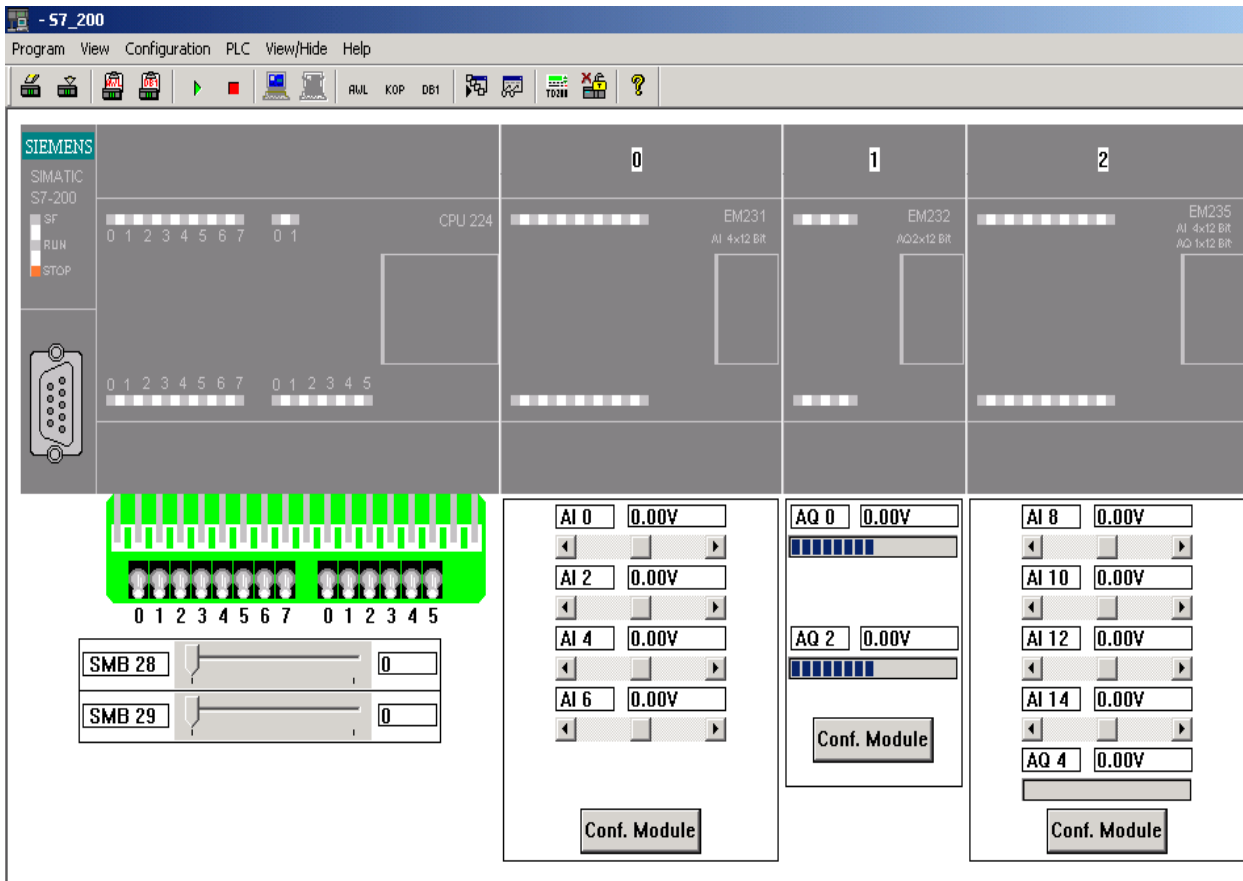 - S7_200
Program View Configuration PLC View/Hide Help
AWL DB1 AWL KOP DB1 TD200
SIEMENS
SIMATIC
S7-200
SF
RUN
STOP
0 1 2 3 4 5 6 7 0 1
CPU 224
0 1 2 3 4 5 6 7 0 1 2 3 4 5
0
EM231
AI 4x12 Bit
1
EM232
AQ2x12 Bit
2
EM235
AI 4x12 Bit
AQ 1x12 Bit
0 1 2 3 4 5 6 7 0 1 2 3 4 5
SMB 28 0
SMB 29 0
AI 0 0.00V
AI 2 0.00V
AI 4 0.00V
AI 6 0.00V
Conf. Module
AQ 0 0.00V
AQ 2 0.00V
Conf. Module
AI 8 0.00V
AI 10 0.00V
AI 12 0.00V
AI 14 0.00V
AQ 4 0.00V
Conf. Module